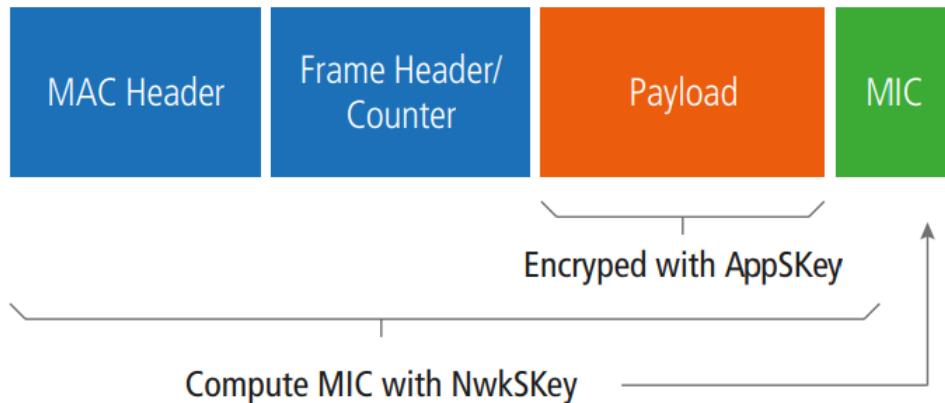 MAC Header
Frame Header/
Counter
Payload
MIC
Encryped with AppSKey
Compute MIC with NwkSKey